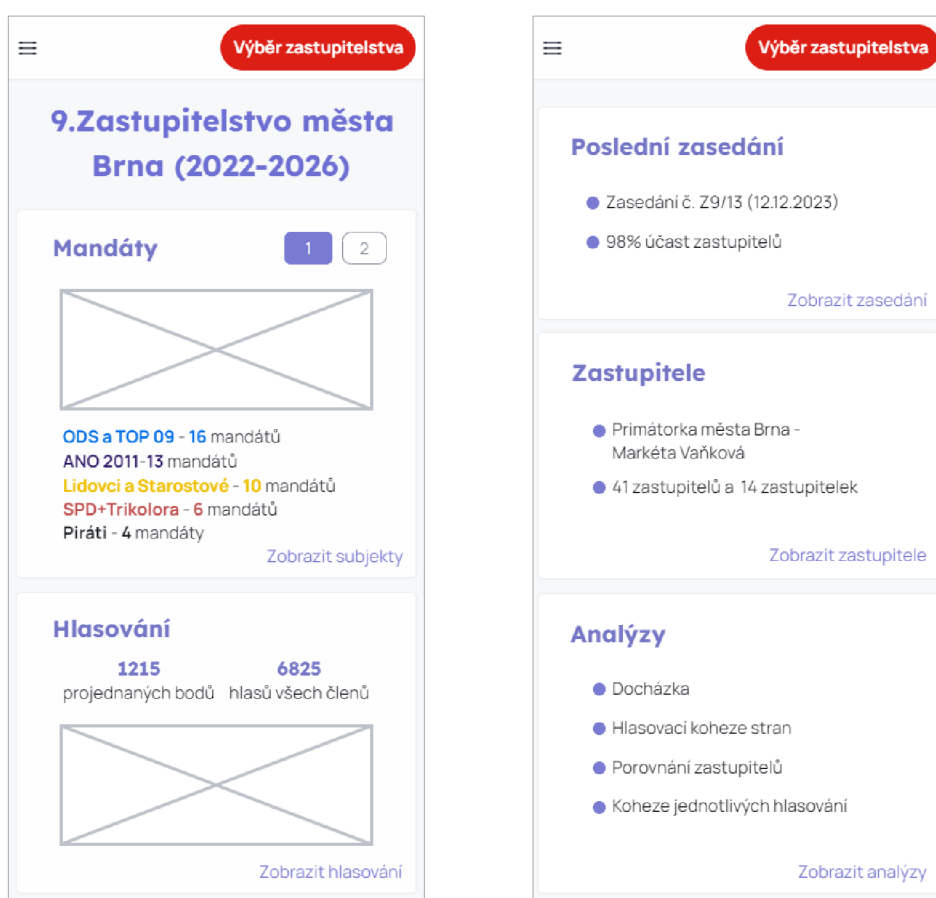 Výběr zastupitelstva
9.Zastupitelstvo města
Brna (2022-2026)
Mandáty
1
2
ODS a TOP 09 - 16 mandátů
ANO 2011-13 mandátů
Lidovci a Starostové - 10 mandátů
SPD+Trikolora - 6 mandátů
Piráti - 4 mandáty
Zobrazit subjekty
Hlasování
1215
projednaných bodů
6825
hlasů všech členů
Zobrazit hlasování
Výběr zastupitelstva
Poslední zasedání
Zasedání č. Z9/13 (12.12.2023)
98% účast zastupitelů
Zobrazit zasedání
Zastupitele
Primátorka města Brna -
Markéta Vaňková
41 zastupitelů a 14 zastupitelek
Zobrazit zastupitele
Analýzy
Docházka
Hlasovací koheze stran
Porovnání zastupitelů
Koheze jednotlivých hlasování
Zobrazit analýzy